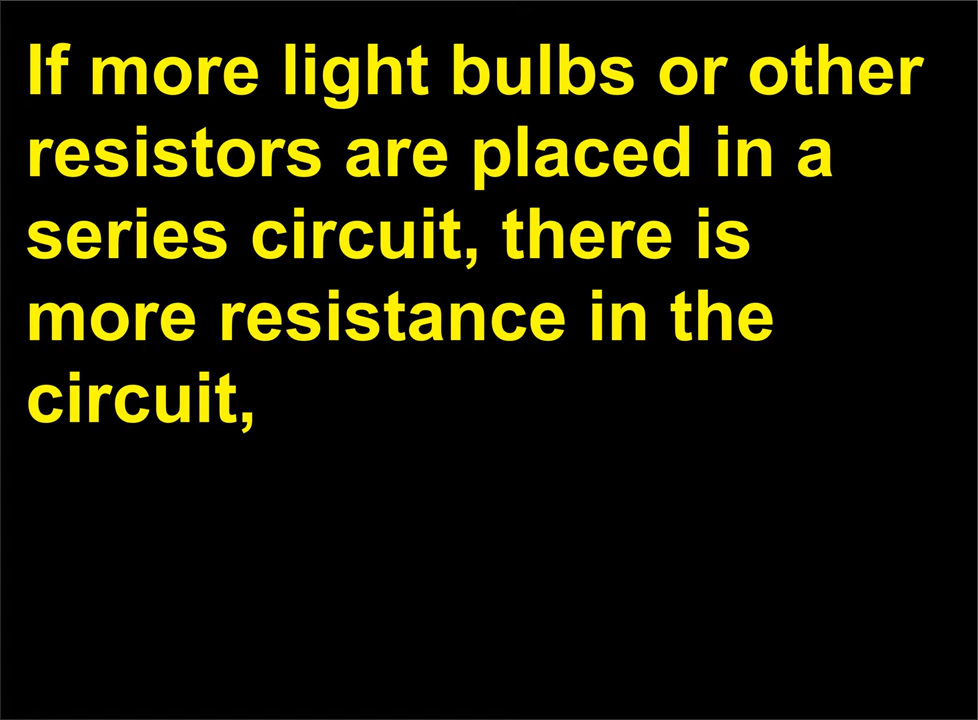 If more light bulbs or other
resistors are placed in a
series circuit, there is
more resistance in the
circuit,